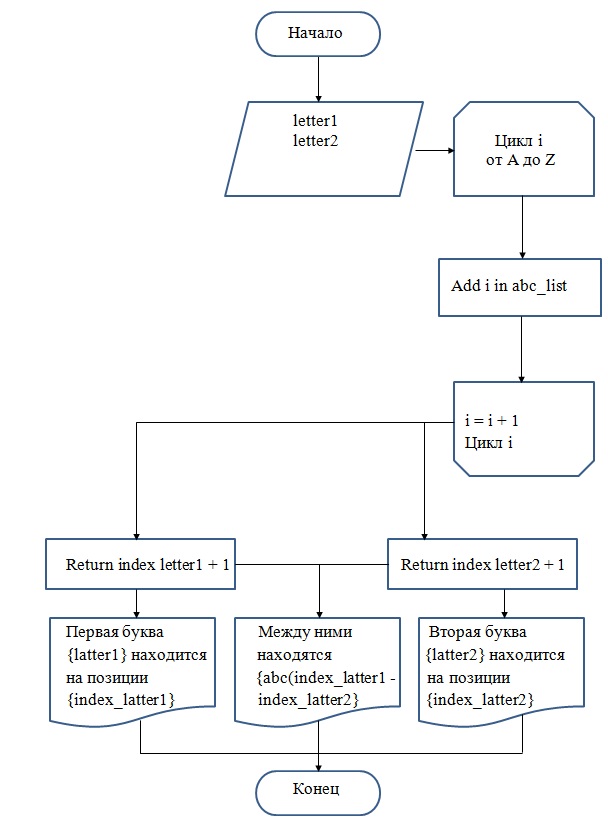 Начало
letter1
letter2
Цикл i
от A до Z
Add i in abc_list
i = i + 1
Цикл i
Return index letter1 + 1
Return index letter2 + 1
Первая буква
{latter1} находится
на позиции
{index_latter1}
Между ними
находятся
{abc(index_latter1 -
index_latter2}
Вторая буква
{latter2} находится
на позиции
{index_latter2}
Конец